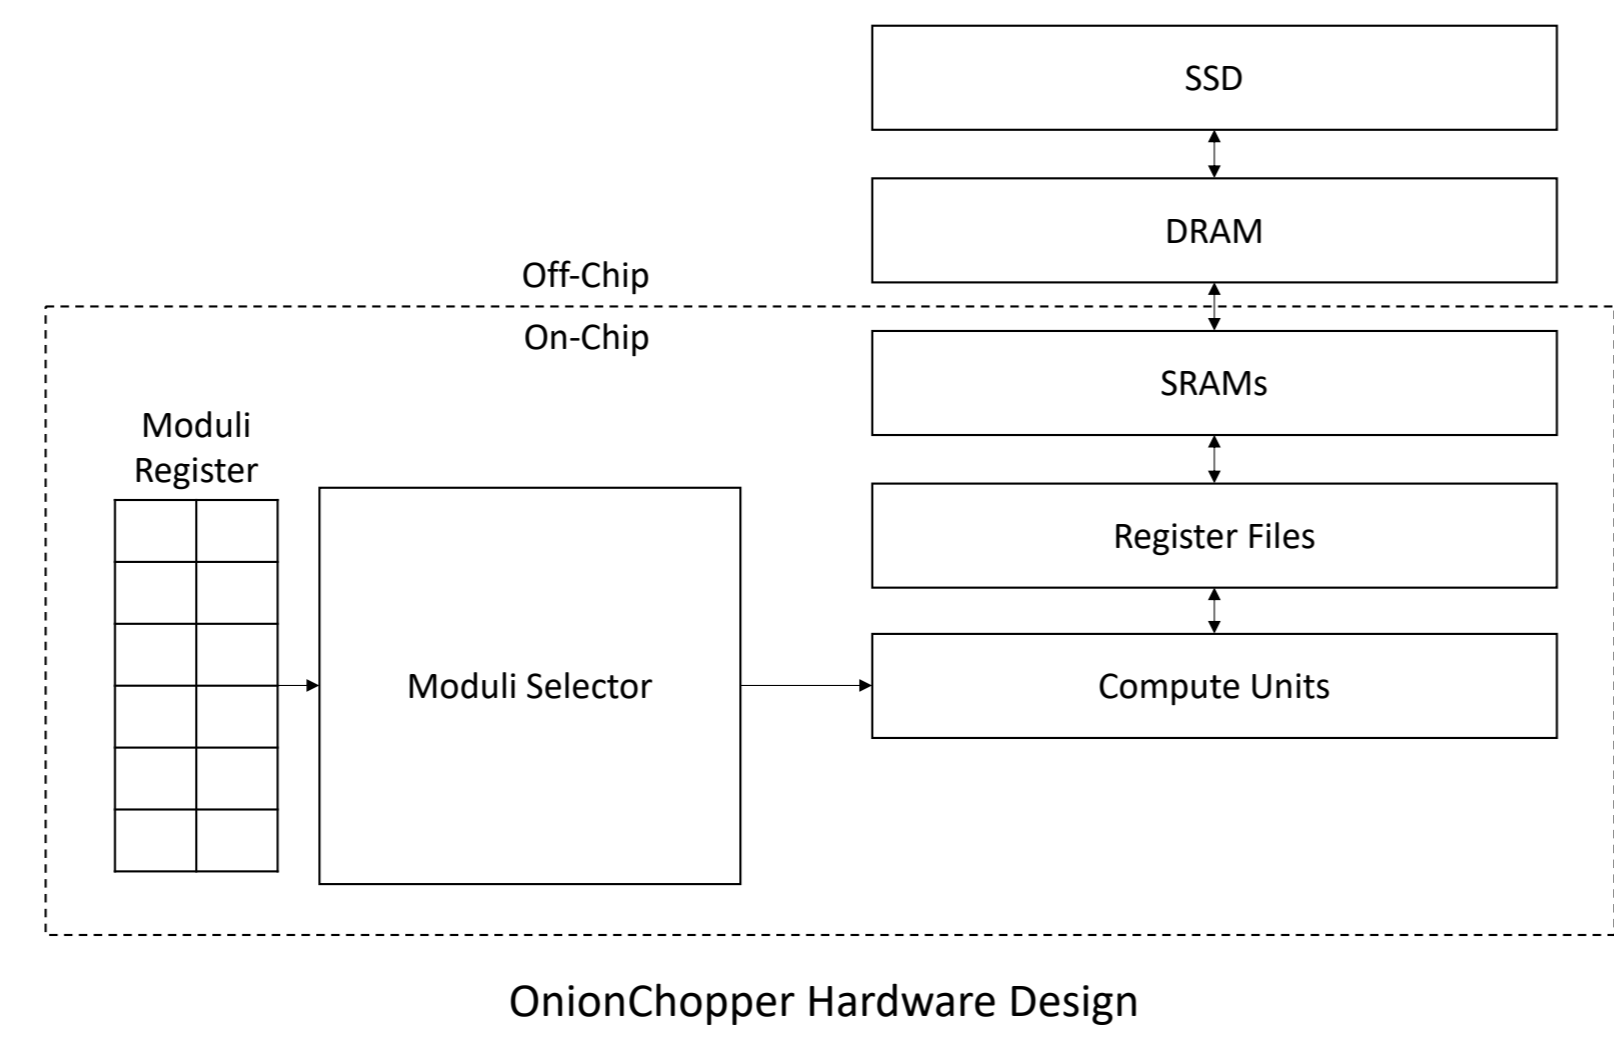 SSD
DRAM
Off-Chip
On-Chip
SRAMs
Moduli
Register
Register Files
Moduli Selector
Compute Units
OnionChopper Hardware Design